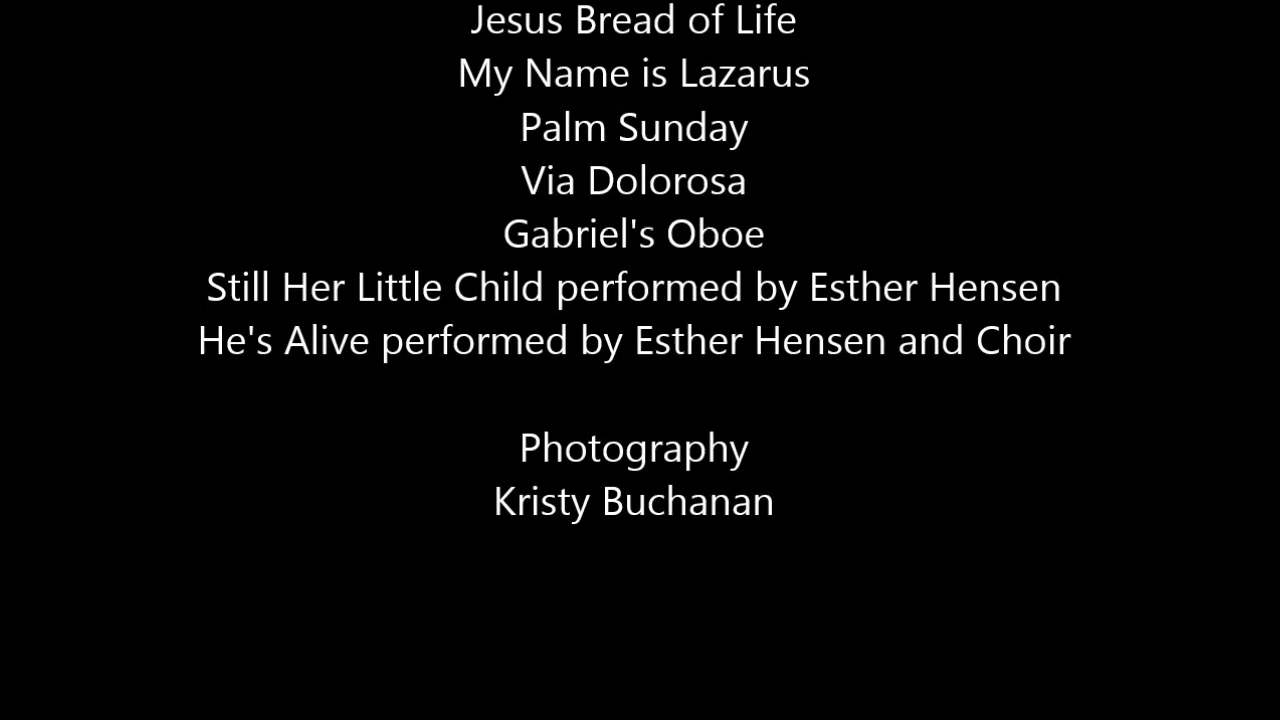 Jesus Bread of Life
My Name is Lazarus
Palm Sunday
Via Dolorosa
Gabriel's Oboe
Still Her Little Child performed by Esther Hensen
He's Alive performed by Esther Hensen and Choir
Photography
Kristy Buchanan